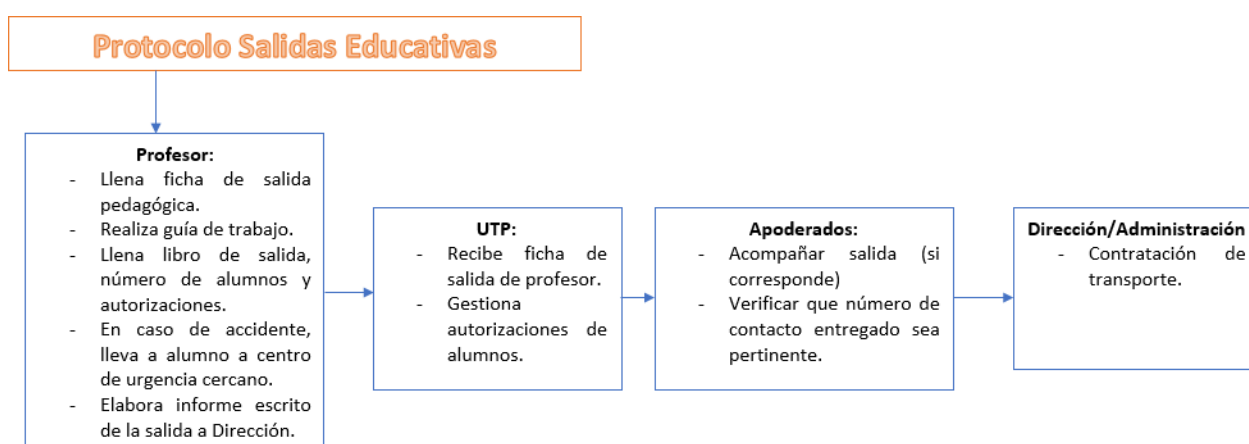 Protocolo Salidas Educativas
Profesor:
- Llena ficha de salida
pedagógica.
- Realiza guía de trabajo.
- Llena libro de salida,
número de alumnos y
autorizaciones.
- En caso de accidente,
lleva a alumno a centro
de urgencia cercano.
- Elabora informe escrito
de la salida a Dirección.
UTP:
- Recibe ficha de
salida de profesor.
- Gestiona
autorizaciones de
alumnos.
Apoderados:
- Acompañar salida (si
corresponde)
- Verificar que número de
contacto entregado sea
pertinente.
Dirección/Administración
- Contratación de
transporte.